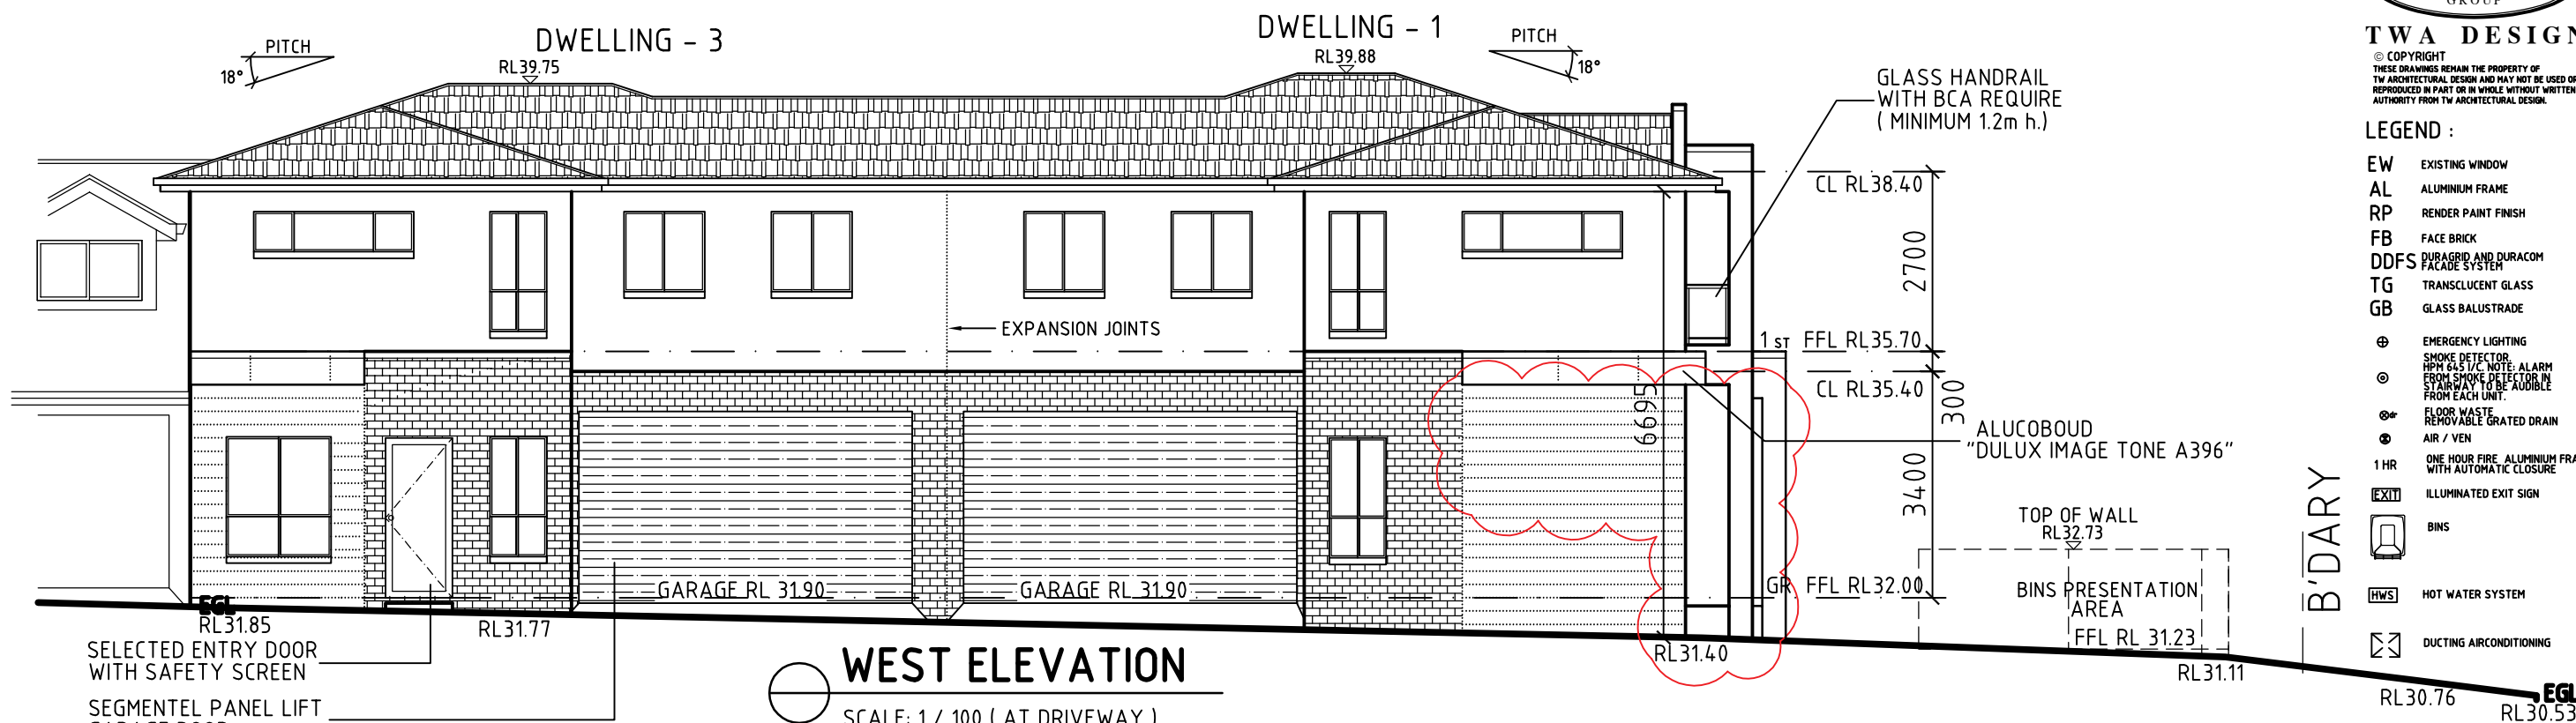 DWELLING - 3
RL39.75
PITCH
18°
DWELLING - 1
RL39.88
PITCH
18°
GLASS HANDRAIL
WITH BCA REQUIRE
( MINIMUM 1.2m h.)
CL RL38.40
2700
1 ST FFL RL35.70
CL RL35.40
300
6695
3400
ALUCOBOUD
"DULUX IMAGE TONE A396"
EXPANSION JOINTS
GARAGE RL 31.90
GARAGE RL 31.90
GR FFL RL32.00
TOP OF WALL
RL32.73
BINS PRESENTATION
AREA
FFL RL 31.23
B'DARY
EGL
RL31.85
RL31.77
RL31.40
RL31.11
RL30.76
EGL
RL30.53
SELECTED ENTRY DOOR
WITH SAFETY SCREEN
SEGMENTEL PANEL LIFT
WEST ELEVATION
SCALE: 1 / 100 ( AT DRIVEWAY )
GROUP
TWA DESIGN
© COPYRIGHT
THESE DRAWINGS REMAIN THE PROPERTY OF
TW ARCHITECTURAL DESIGN AND MAY NOT BE USED OR
REPRODUCED IN PART OR IN WHOLE WITHOUT WRITTEN
AUTHORITY FROM TW ARCHITECTURAL DESIGN.
LEGEND :
EW EXISTING WINDOW
AL ALUMINIUM FRAME
RP RENDER PAINT FINISH
FB FACE BRICK
DDFS DURAGRID AND DURACOM
FACADE SYSTEM
TG TRANSCLUCENT GLASS
GB GLASS BALUSTRADE
EMERGENCY LIGHTING
SMOKE DETECTOR.
HPM 645 I/C. NOTE: ALARM
FROM SMOKE DETECTOR IN
STAIRWAY TO BE AUDIBLE
FROM EACH UNIT.
FLOOR WASTE
REMOVABLE GRATED DRAIN
AIR / VEN
1 HR ONE HOUR FIRE ALUMINIUM FRA
WITH AUTOMATIC CLOSURE
EXIT ILLUMINATED EXIT SIGN
BINS
HWS HOT WATER SYSTEM
DUCTING AIRCONDITIONING